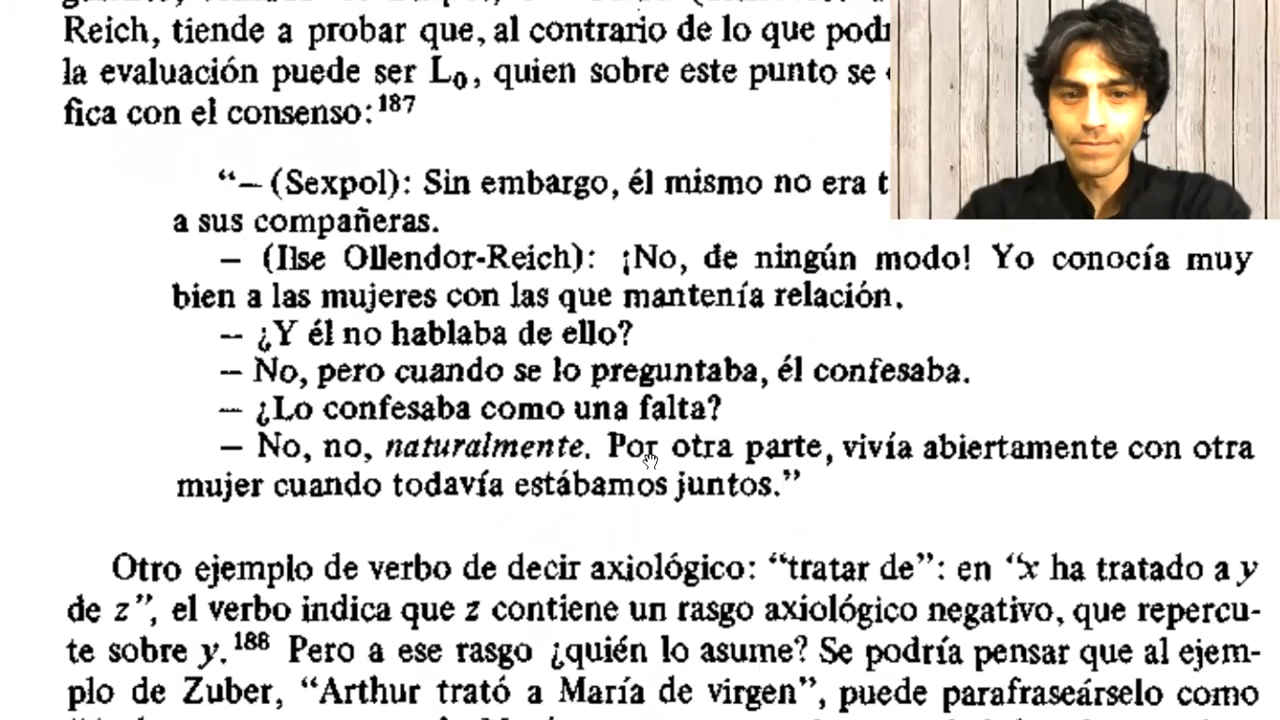 Reich, tiende a probar que, al contrario de lo que
la evaluación puede ser L₀, quien sobre este punto se
fica con el consenso:¹⁸⁷
“— (Sexpol): Sin embargo, él mismo no era
a sus compañeras.
— (Ilse Ollendor-Reich): ¡No, de ningún modo! Yo conocía muy
bien a las mujeres con las que mantenía relación.
— ¿Y él no hablaba de ello?
— No, pero cuando se lo preguntaba, él confesaba.
— ¿Lo confesaba como una falta?
— No, no, naturalmente. Por otra parte, vivía abiertamente con otra
mujer cuando todavía estábamos juntos.”
Otro ejemplo de verbo de decir axiológico: “tratar de”: en “x ha tratado a y
de z”, el verbo indica que z contiene un rasgo axiológico negativo, que repercu-
te sobre y.¹⁸⁸ Pero a ese rasgo ¿quién lo asume? Se podría pensar que al ejem-
plo de Zuber, “Arthur trató a María de virgen”, puede parafraseárselo como